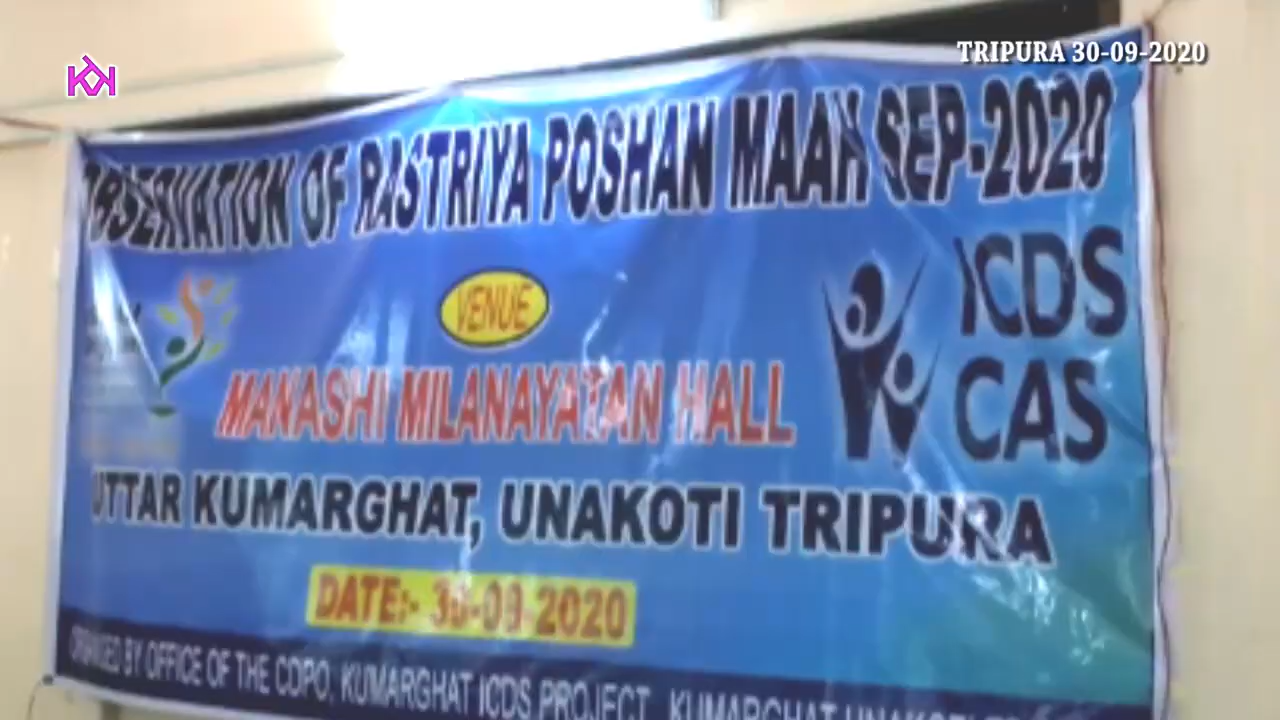 TRIPURA 30-09-2020
OBSERVATION OF RASTRIYA POSHAN MAAH SEP-2020
VENUE
ICDS
CAS
MANASHI MILANAYATAN HALL
UTTAR KUMARGHAT, UNAKOTI TRIPURA
DATE:- 30-09-2020
BY OFFICE OF THE CDPO, KUMARGHAT ICDS PROJECT, KUMARGHAT